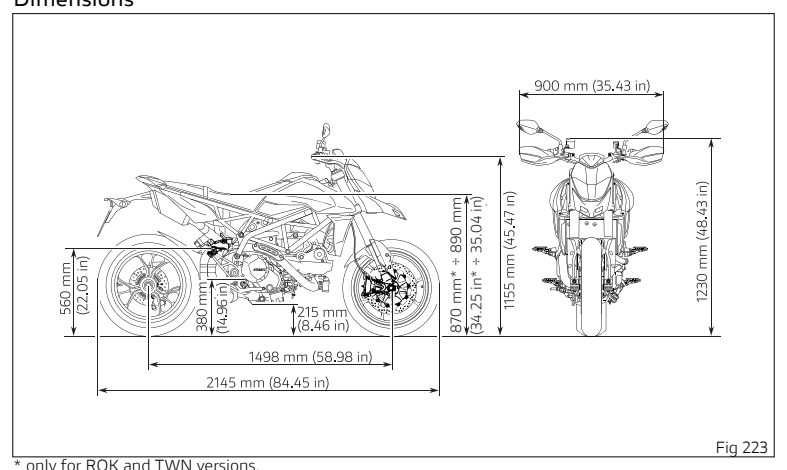 Dimensions
900 mm (35.43 in)
560 mm
(22.05 in)
380 mm
(14.96 in)
215 mm
(8.46 in)
870 mm* ÷ 890 mm
(34.25 in* ÷ 35.04 in)
1155 mm (45.47 in)
1230 mm (48.43 in)
1498 mm (58.98 in)
2145 mm (84.45 in)
Fig 223
* only for ROK and TWN versions.